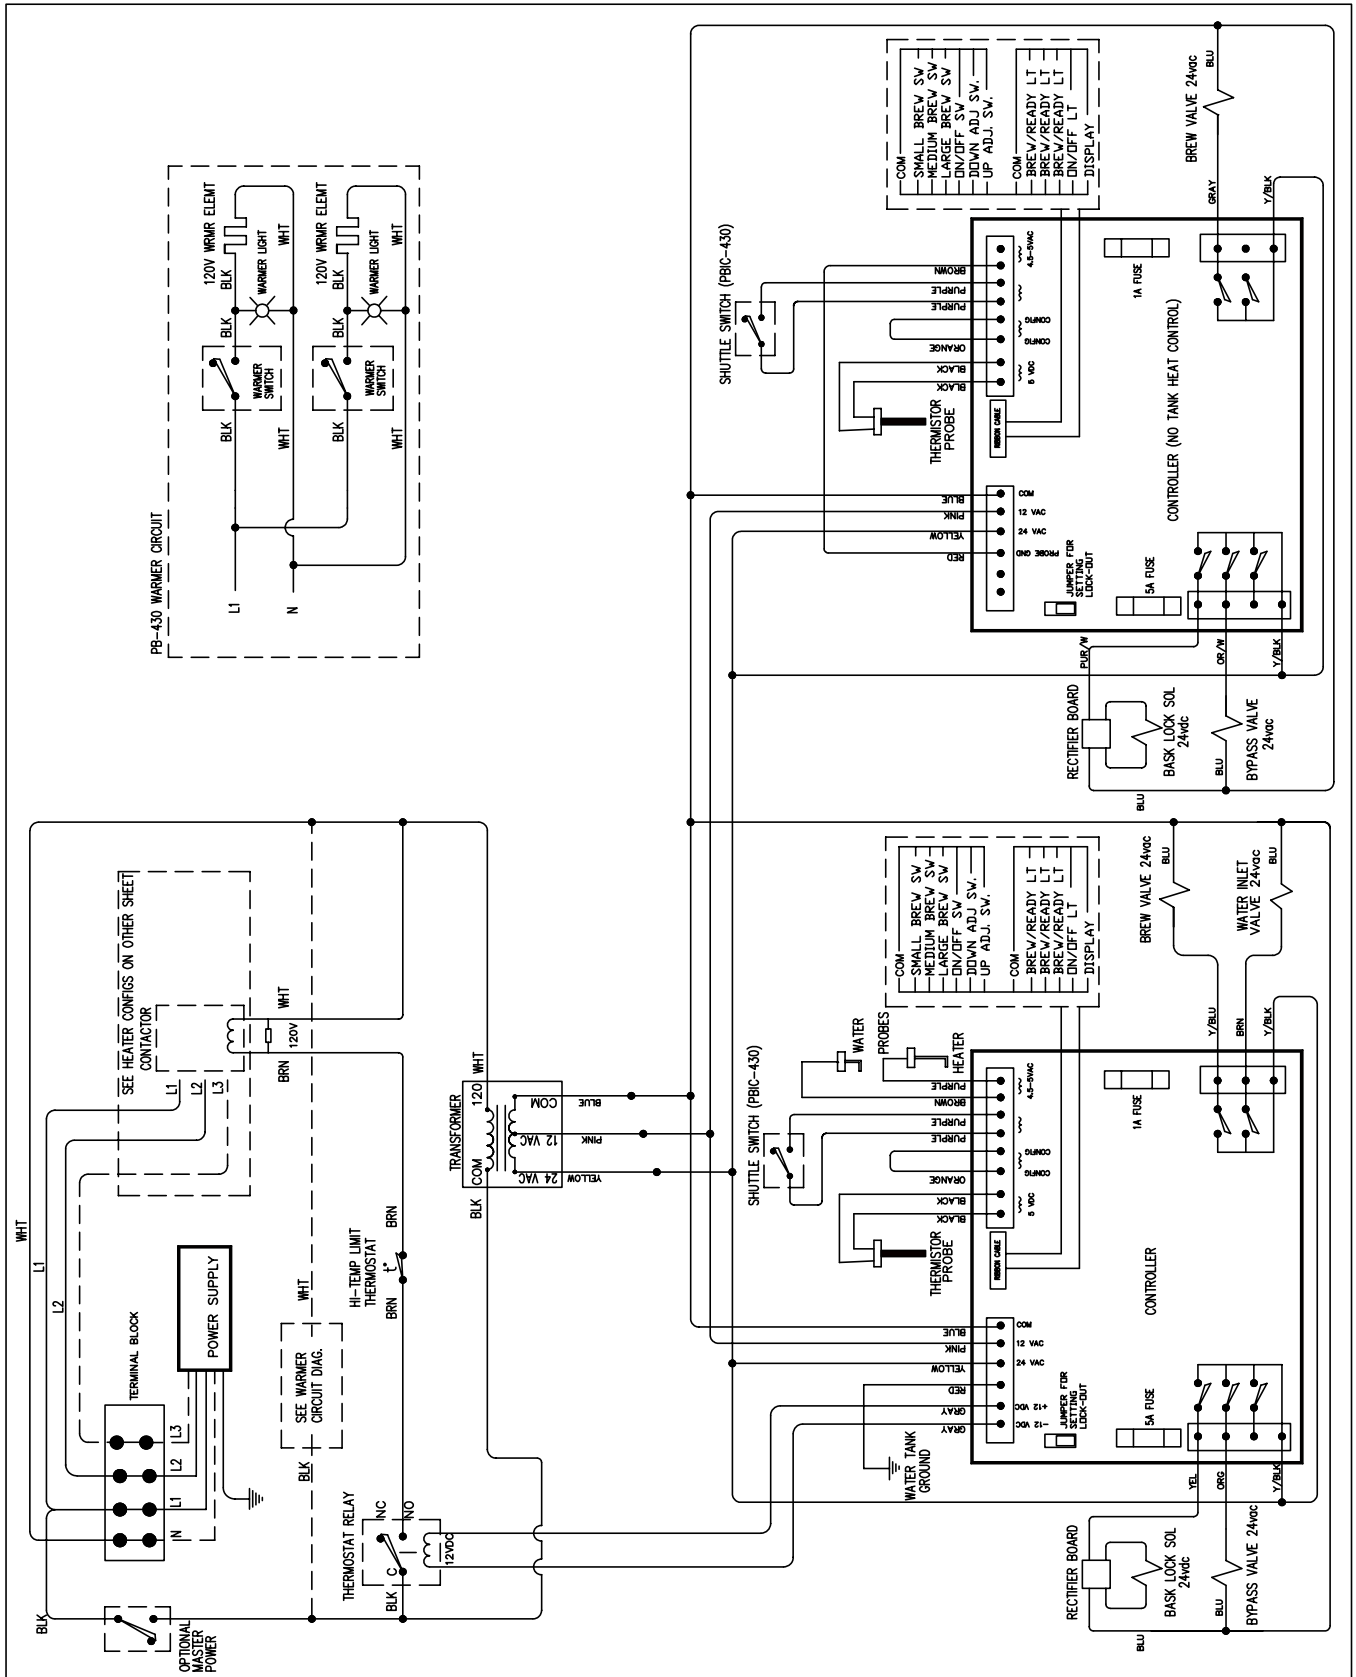 PB-430 WARMER CIRCUIT
L1
N
BLK
WHT
BLK
WHT
WARMER
SWITCH
WARMER
SWITCH
BLK
BLK
WARMER LIGHT
WARMER LIGHT
BLK
WHT
BLK
WHT
120V WRMR ELEMT
120V WRMR ELEMT
OPTIONAL
MASTER
POWER
BLK
TERMINAL BLOCK
N
L1
L2
L3
POWER SUPPLY
WHT
L1
L2
SEE HEATER CONFIGS ON OTHER SHEET
CONTACTOR
L1
L2
L3
120V
BRN
WHT
SEE WARMER
CIRCUIT DIAG.
BLK
WHT
THERMOSTAT RELAY
NC
NO
C
12VDC
BLK
HI-TEMP LIMIT
THERMOSTAT
t°
BRN
BRN
TRANSFORMER
BLK
WHT
COM
120
24 VAC
12 VAC
COM
YELLOW
PINK
BLUE
SHUTTLE SWITCH (PBIC-430)
THERMISTOR
PROBE
WATER
PROBES
HEATER
WATER TANK
GROUND
GRAY
GRAY
RED
YELLOW
PINK
BLUE
-12 VDC
+12 VDC
24 VAC
12 VAC
COM
BLACK
BLACK
ORANGE
PURPLE
PURPLE
BROWN
PURPLE
5 VDC
CONFIG
CONFIG
4.5-5VAC
RIBBON CABLE
JUMPER FOR
SETTING
LOCK-OUT
5A FUSE
1A FUSE
CONTROLLER
COM
SMALL BREW SW
MEDIUM BREW SW
LARGE BREW SW
ON/OFF SW
DOWN ADJ SW.
UP ADJ. SW.
COM
BREW/READY LT
BREW/READY LT
BREW/READY LT
ON/OFF LT
DISPLAY
RECTIFIER BOARD
BASK LOCK SOL
24vdc
BYPASS VALVE 24vac
BLU
BLU
YEL
ORG
Y/BLK
Y/BLU
BRN
Y/BLK
BREW VALVE 24vac
BLU
WATER INLET
VALVE 24vac
BLU
SHUTTLE SWITCH (PBIC-430)
THERMISTOR
PROBE
RED
YELLOW
PINK
BLUE
PROBE GND
24 VAC
12 VAC
COM
BLACK
BLACK
ORANGE
PURPLE
PURPLE
BROWN
5 VDC
CONFIG
CONFIG
4.5-5VAC
RIBBON CABLE
JUMPER FOR
SETTING
LOCK-OUT
5A FUSE
1A FUSE
CONTROLLER (NO TANK HEAT CONTROL)
COM
SMALL BREW SW
MEDIUM BREW SW
LARGE BREW SW
ON/OFF SW
DOWN ADJ SW.
UP ADJ. SW.
COM
BREW/READY LT
BREW/READY LT
BREW/READY LT
ON/OFF LT
DISPLAY
RECTIFIER BOARD
BASK LOCK SOL
24vdc
BYPASS VALVE
24vac
BLU
BLU
PUR/W
OR/W
Y/BLK
GRAY
Y/BLK
BREW VALVE 24vac
BLU